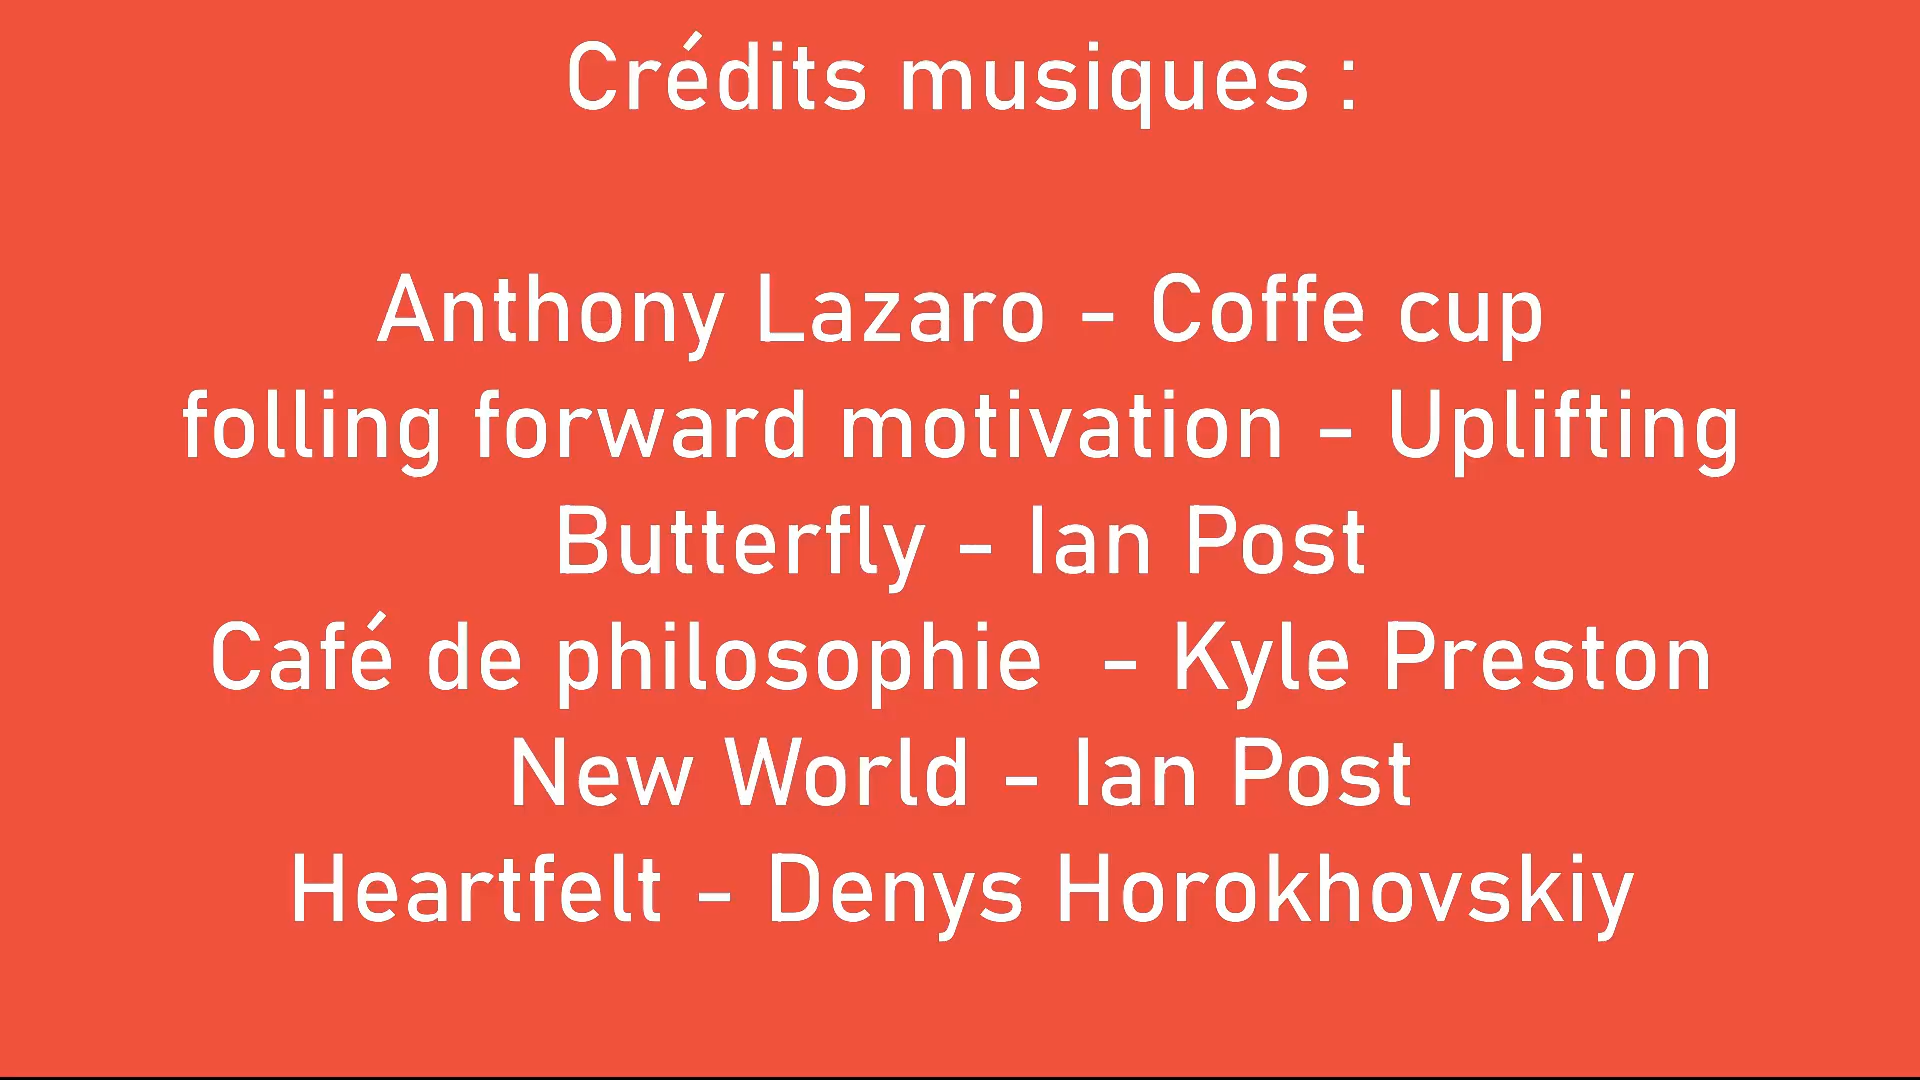 Crédits musiques :
Anthony Lazaro - Coffe cup
folling forward motivation - Uplifting
Butterfly - Ian Post
Café de philosophie  - Kyle Preston
New World - Ian Post
Heartfelt - Denys Horokhovskiy